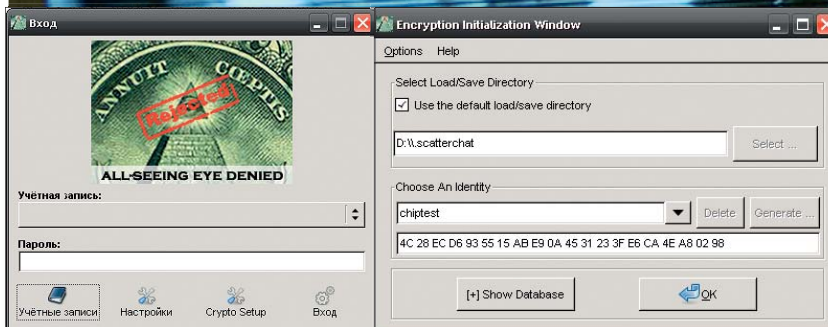 Вход
ANNUIT CŒPTIS
Rejected
ALL-SEEING EYE DENIED
Учётная запись:
Пароль:
Учётные записи Настройки Crypto Setup Вход
Encryption Initialization Window
Options Help
Select Load/Save Directory
Use the default load/save directory
D:\\.scatterchat Select ...
Choose An Identity
chiptest Delete Generate ...
4C 28 EC D6 93 55 15 AB E9 0A 45 31 23 3F E6 CA 4E A8 02 98
[+] Show Database OK